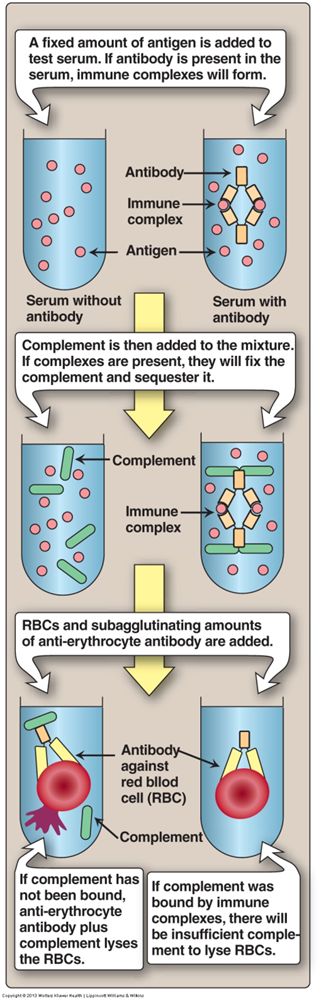 A fixed amount of antigen is added to
test serum. If antibody is present in the
serum, immune complexes will form.
Antibody
Immune
complex
Antigen
Serum without
antibody
Serum with
antibody
Complement is then added to the mixture.
If complexes are present, they will fix the
complement and sequester it.
Complement
Immune
complex
RBCs and subagglutinating amounts
of anti-erythrocyte antibody are added.
Antibody
against
red bllod
cell (RBC)
Complement
If complement has
not been bound,
anti-erythrocyte
antibody plus
complement lyses
the RBCs.
If complement was
bound by immune
complexes, there will
be insufficient comple-
ment to lyse RBCs.
Copyright © 2013 Wolters Kluwer Health | Lippincott Williams & Wilkins